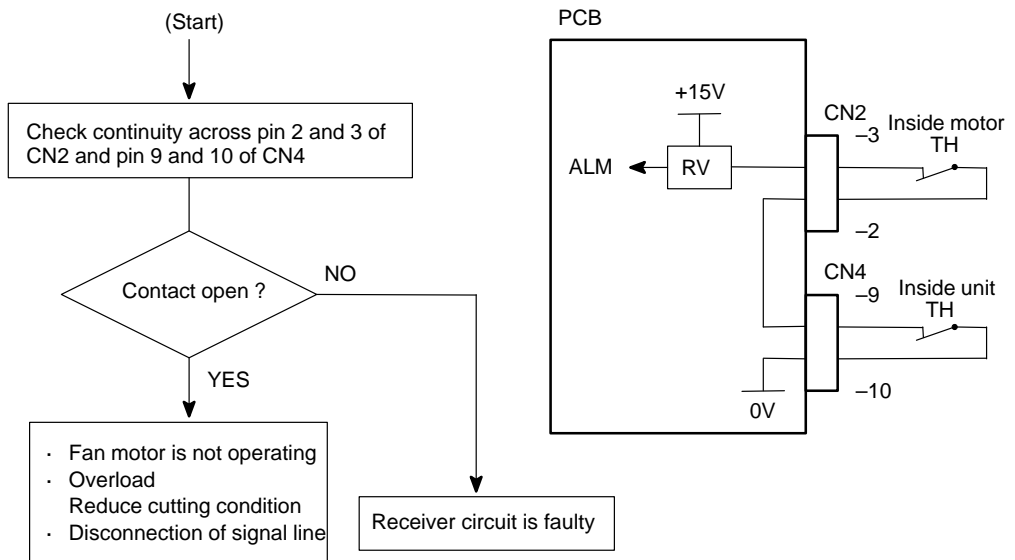 (Start)
Check continuity across pin 2 and 3 of
CN2 and pin 9 and 10 of CN4
Contact open ?
NO
YES
· Fan motor is not operating
· Overload
Reduce cutting condition
· Disconnection of signal line
Receiver circuit is faulty
PCB
+15V
ALM
RV
CN2
–3
Inside motor
TH
–2
CN4
–9
Inside unit
TH
–10
0V